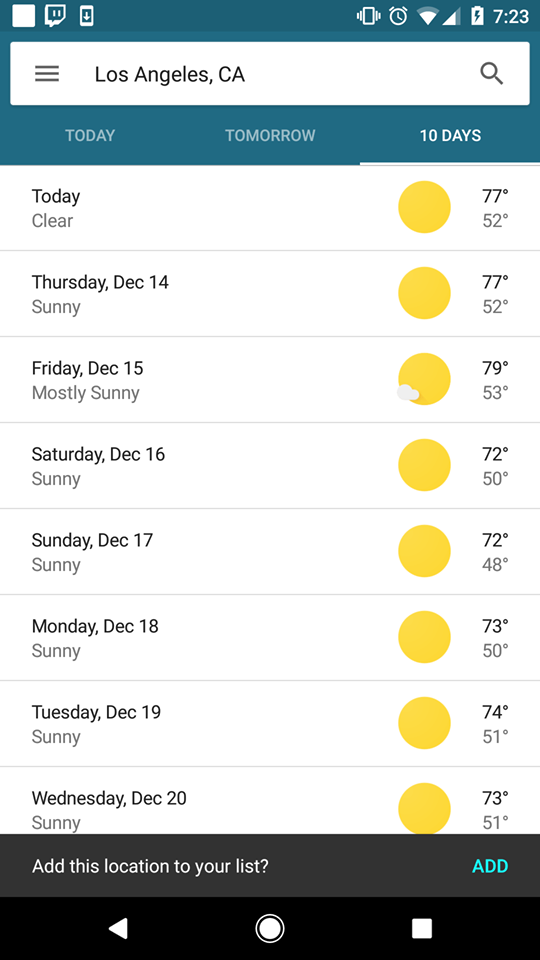 7:23
Los Angeles, CA
TODAY TOMORROW 10 DAYS
Today 77°
Clear 52°
Thursday, Dec 14 77°
Sunny 52°
Friday, Dec 15 79°
Mostly Sunny 53°
Saturday, Dec 16 72°
Sunny 50°
Sunday, Dec 17 72°
Sunny 48°
Monday, Dec 18 73°
Sunny 50°
Tuesday, Dec 19 74°
Sunny 51°
Wednesday, Dec 20 73°
Sunny 51°
Add this location to your list? ADD